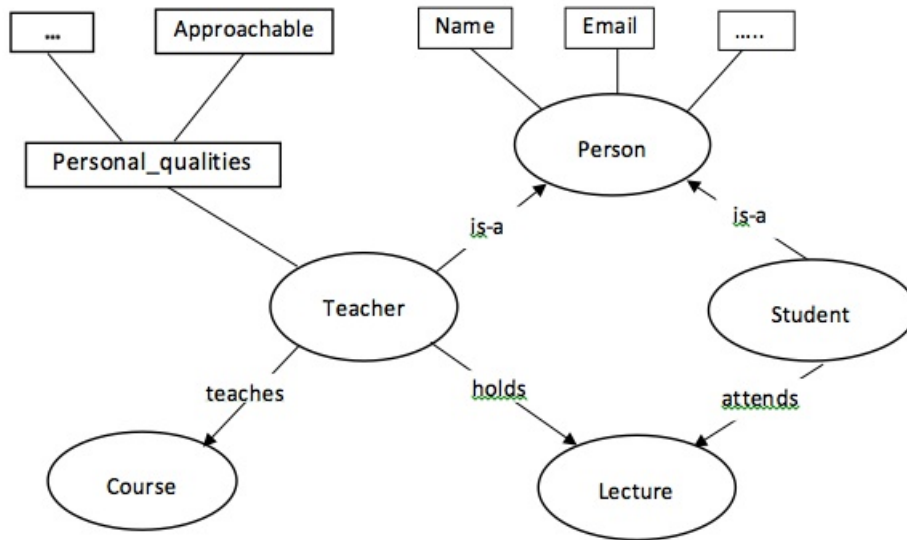 ...
Approachable
Name
Email
.....
Personal_qualities
Person
is-a
is-a
Teacher
Student
teaches
holds
attends
Course
Lecture